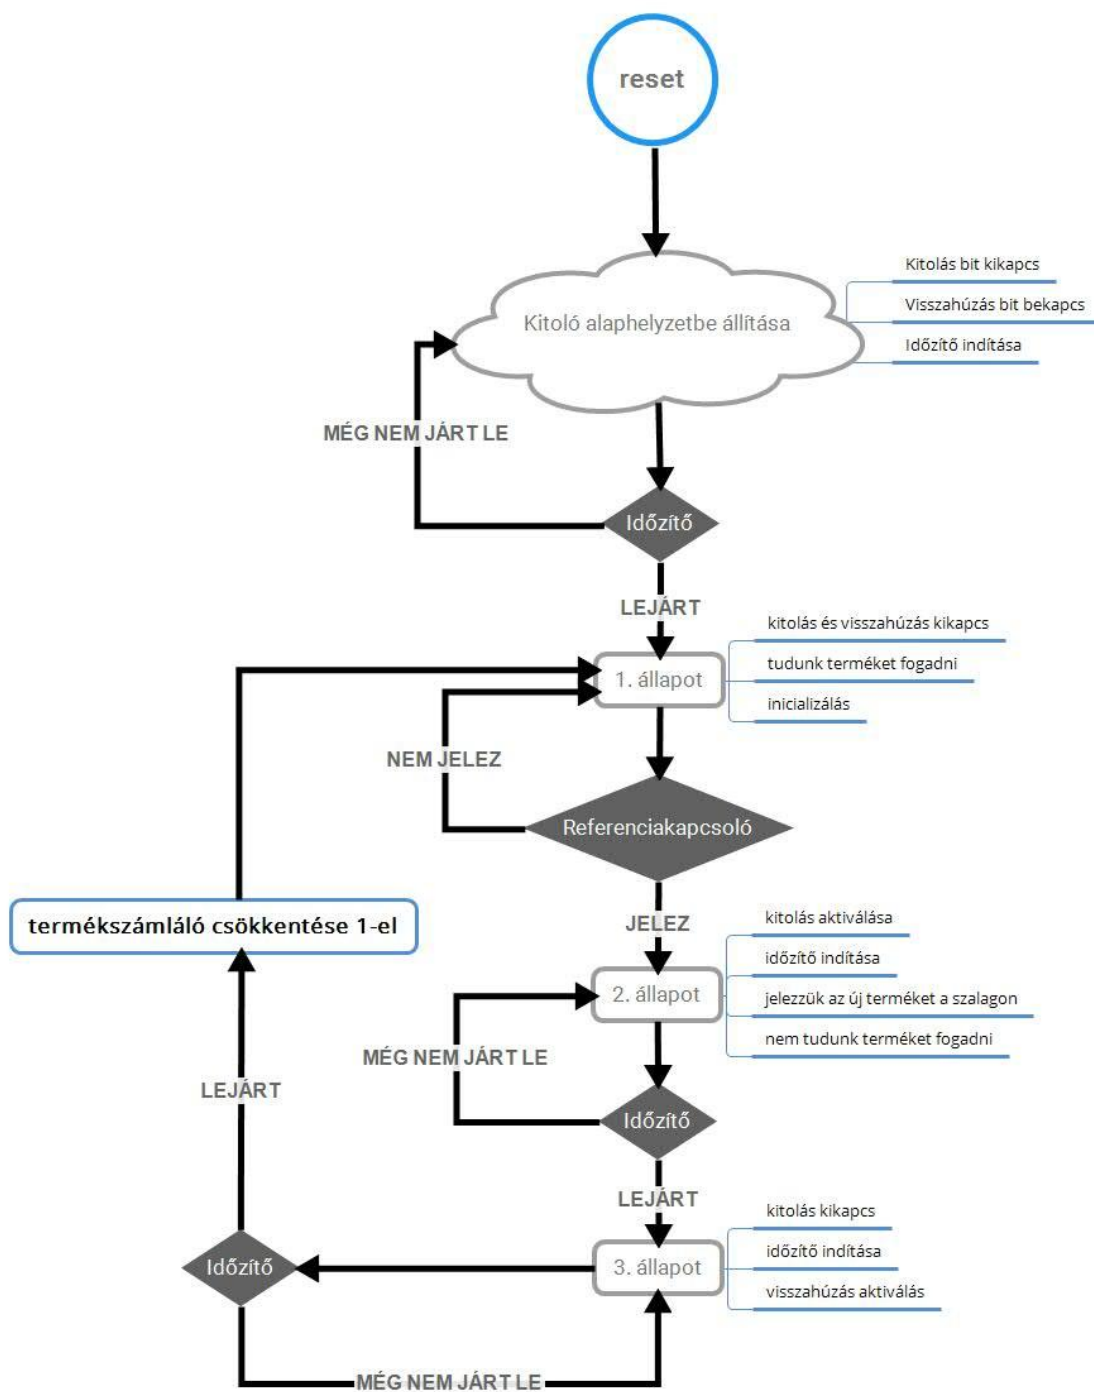 reset
Kitoló alaphelyzetbe állítása
Kitolás bit kikapcs
Visszahúzás bit bekapcs
Időzítő indítása
MÉG NEM JÁRT LE
Időzítő
LEJÁRT
1. állapot
kitolás és visszahúzás kikapcs
tudunk terméket fogadni
inicializálás
NEM JELEZ
Referenciakapcsoló
termékszámláló csökkentése 1-el
JELEZ
2. állapot
kitolás aktiválása
időzítő indítása
jelezzük az új terméket a szalagon
nem tudunk terméket fogadni
MÉG NEM JÁRT LE
LEJÁRT
Időzítő
LEJÁRT
3. állapot
kitolás kikapcs
időzítő indítása
visszahúzás aktiválás
Időzítő
MÉG NEM JÁRT LE